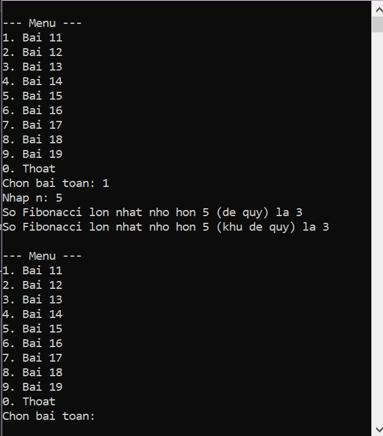 --- Menu ---
1. Bai 11
2. Bai 12
3. Bai 13
4. Bai 14
5. Bai 15
6. Bai 16
7. Bai 17
8. Bai 18
9. Bai 19
0. Thoat
Chon bai toan: 1
Nhap n: 5
So Fibonacci lon nhat nho hon 5 (de quy) la 3
So Fibonacci lon nhat nho hon 5 (khu de quy) la 3
--- Menu ---
1. Bai 11
2. Bai 12
3. Bai 13
4. Bai 14
5. Bai 15
6. Bai 16
7. Bai 17
8. Bai 18
9. Bai 19
0. Thoat
Chon bai toan: